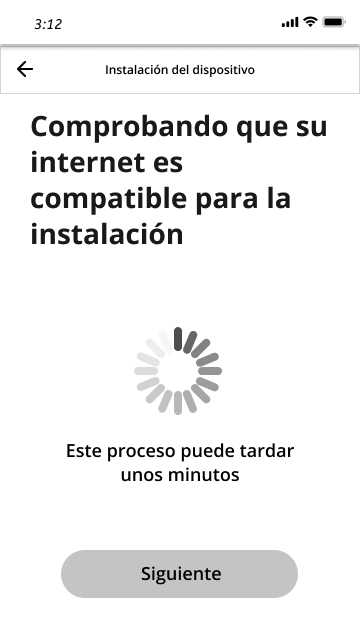 3:12
Instalación del dispositivo
Comprobando que su
internet es
compatible para la
instalación
Este proceso puede tardar
unos minutos
Siguiente